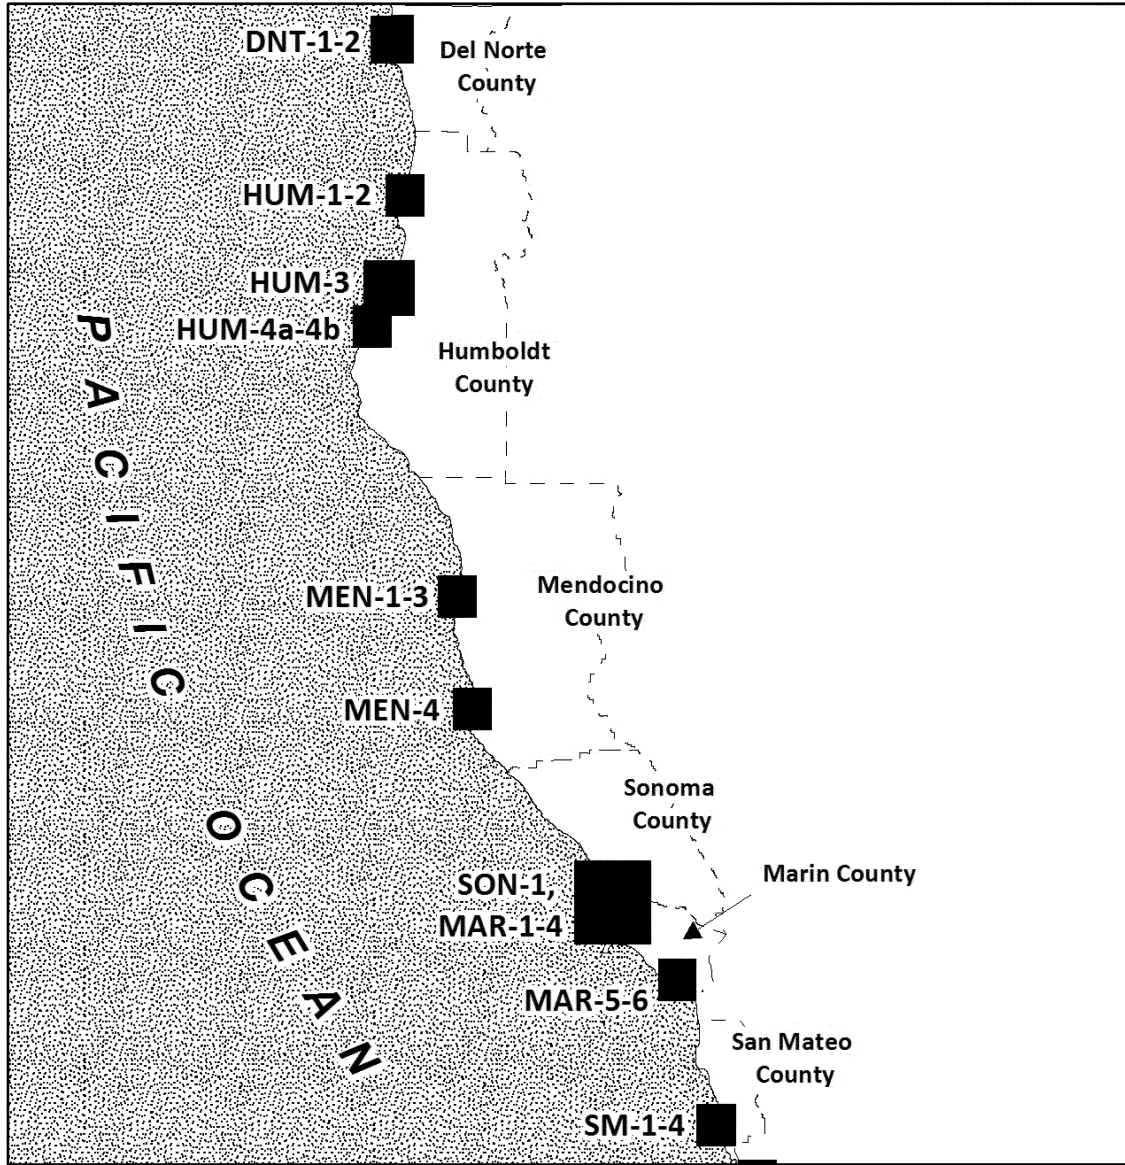 DNT-1-2
Del Norte
County
HUM-1-2
HUM-3
HUM-4a-4b
Humboldt
County
PACIFIC OCEAN
MEN-1-3
Mendocino
County
MEN-4
Sonoma
County
Marin County
SON-1,
MAR-1-4
MAR-5-6
San Mateo
County
SM-1-4